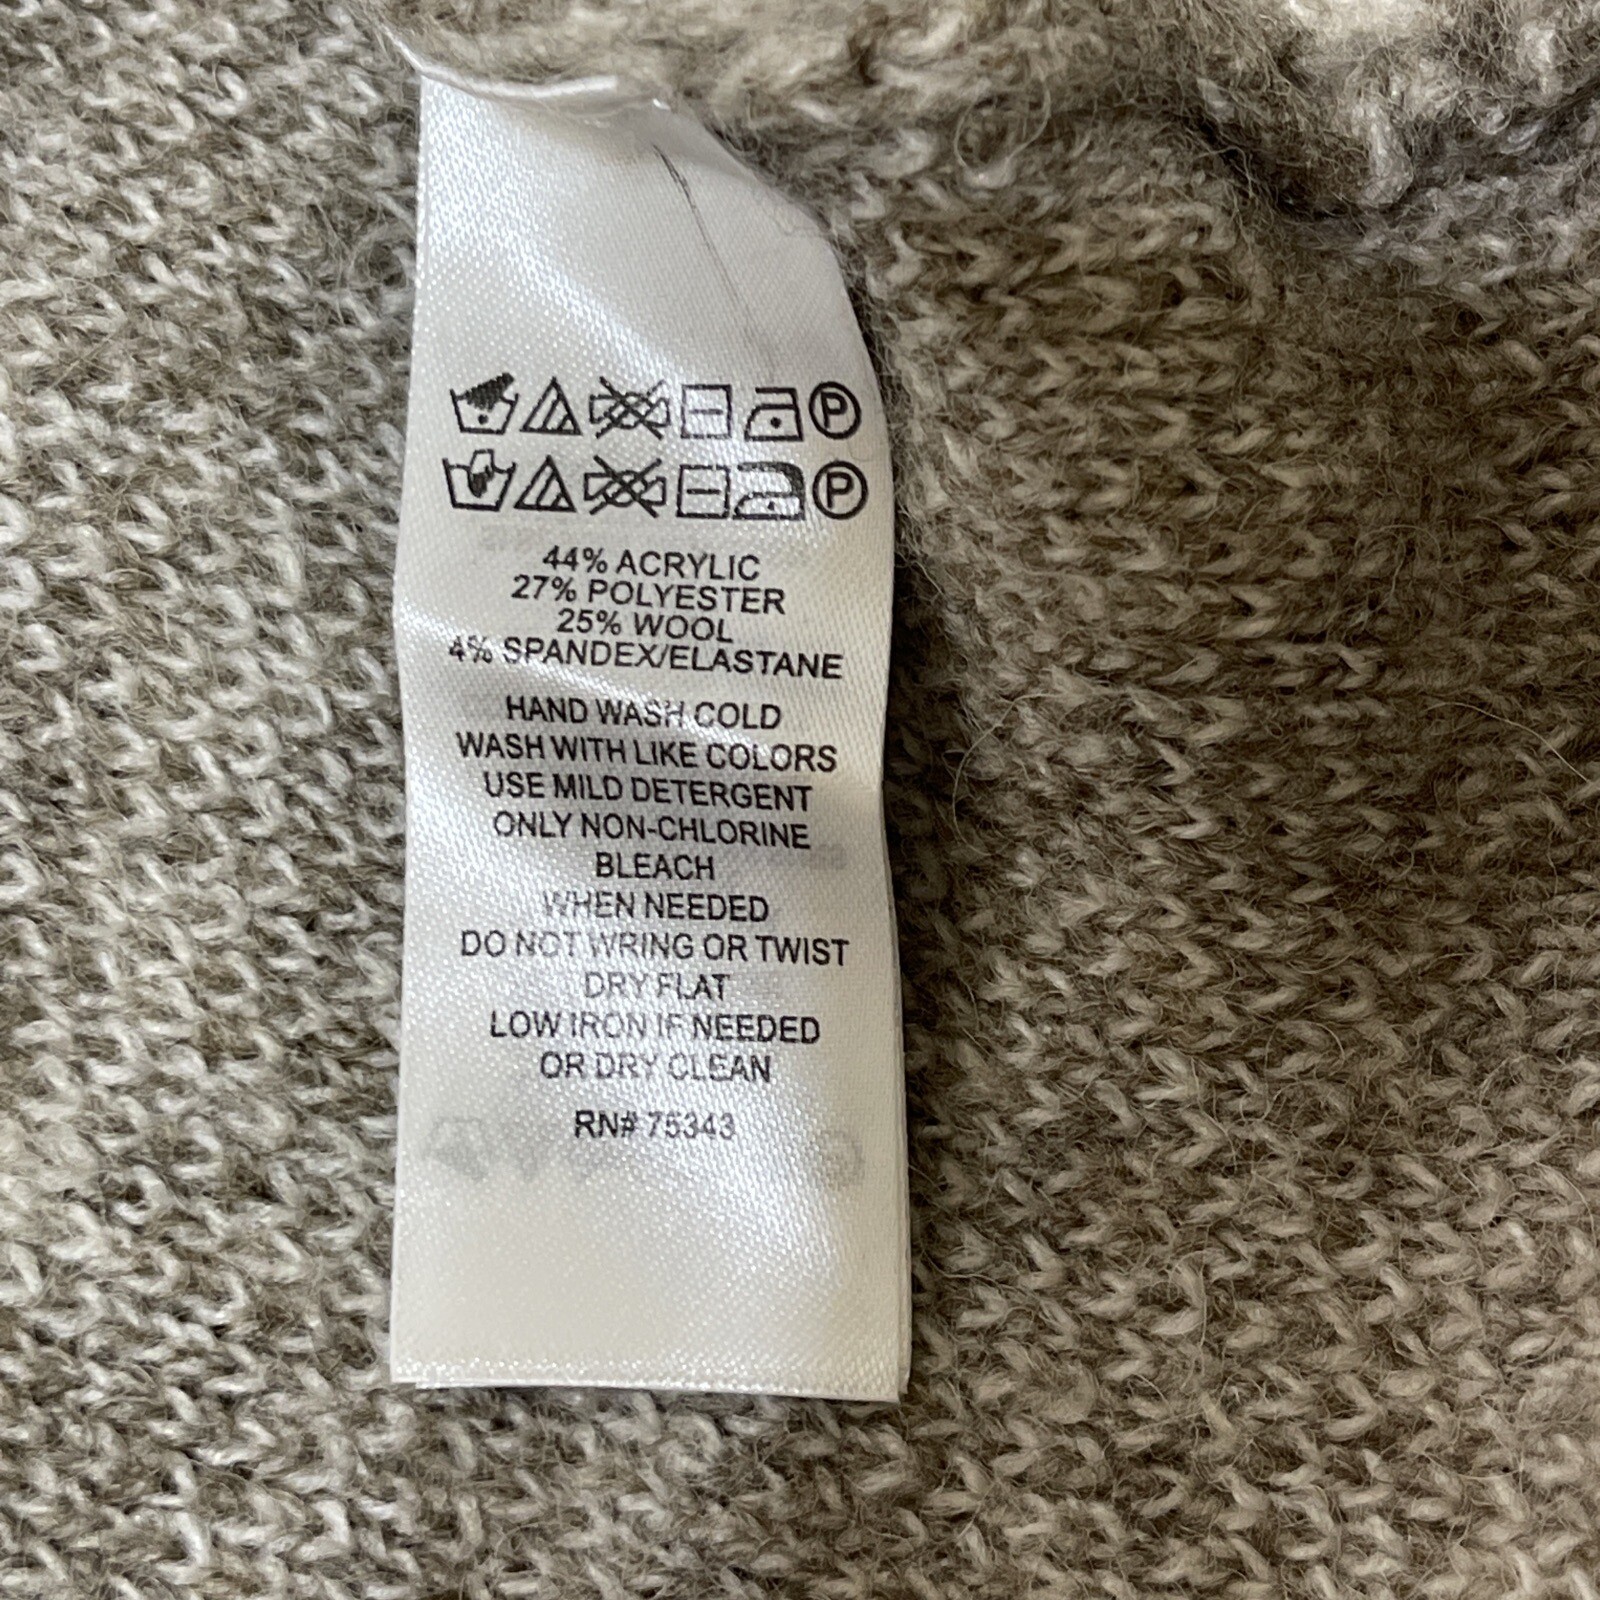 44% ACRYLIC
27% POLYESTER
25% WOOL
4% SPANDEX/ELASTANE
HAND WASH COLD
WASH WITH LIKE COLORS
USE MILD DETERGENT
ONLY NON-CHLORINE
BLEACH
WHEN NEEDED
DO NOT WRING OR TWIST
DRY FLAT
LOW IRON IF NEEDED
OR DRY CLEAN
RN# 75343